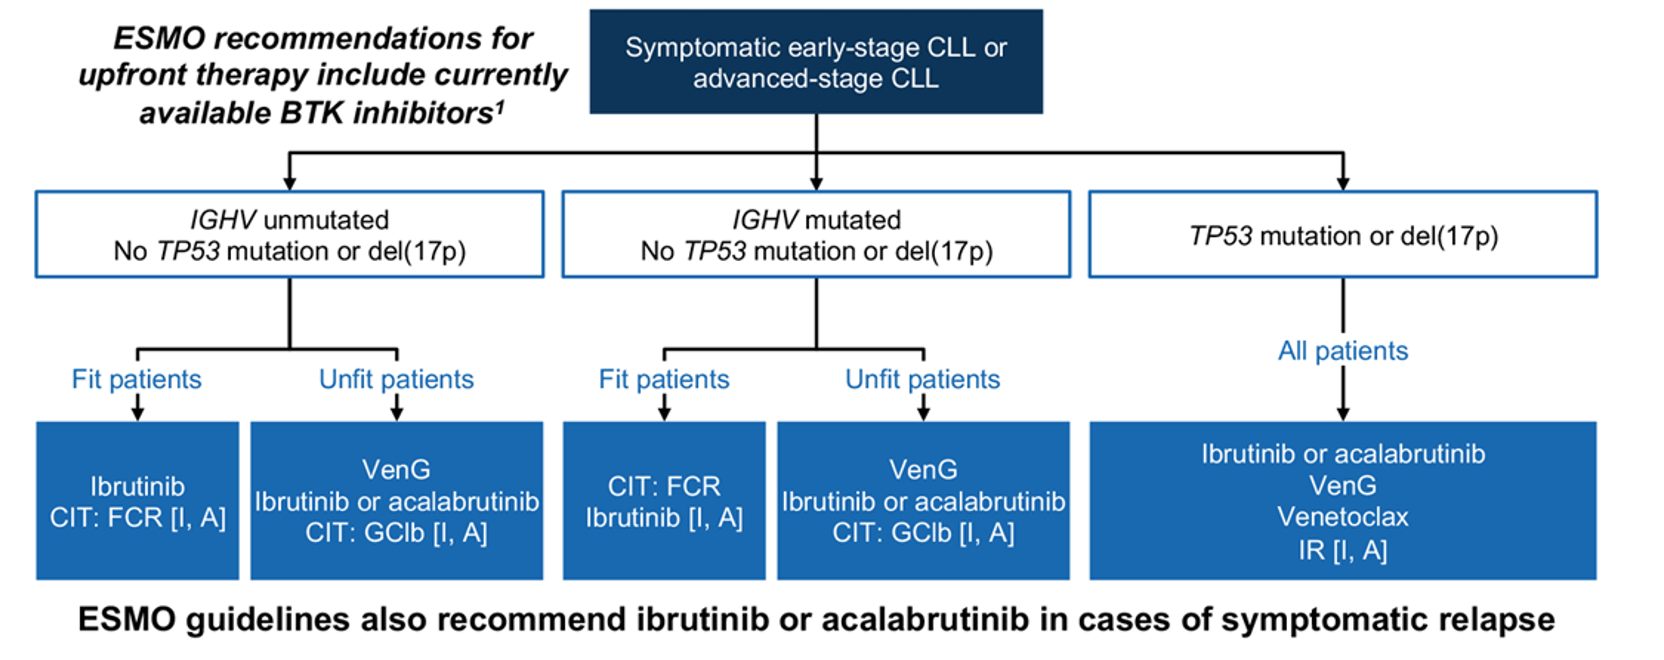 ESMO recommendations for
upfront therapy include currently
available BTK inhibitors¹
Symptomatic early-stage CLL or
advanced-stage CLL
IGHV unmutated
No TP53 mutation or del(17p)
IGHV mutated
No TP53 mutation or del(17p)
TP53 mutation or del(17p)
Fit patients
Unfit patients
Fit patients
Unfit patients
All patients
Ibrutinib
CIT: FCR [I, A]
VenG
Ibrutinib or acalabrutinib
CIT: GClb [I, A]
CIT: FCR
Ibrutinib [I, A]
VenG
Ibrutinib or acalabrutinib
CIT: GClb [I, A]
Ibrutinib or acalabrutinib
VenG
Venetoclax
IR [I, A]
ESMO guidelines also recommend ibrutinib or acalabrutinib in cases of symptomatic relapse